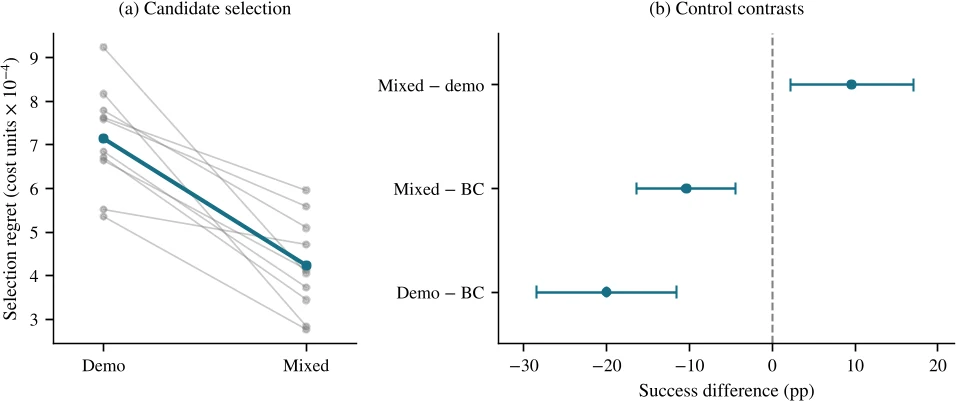 (a) Candidate selection
Selection regret (cost units × 10⁻⁴)
9
8
7
6
5
4
3
Demo
Mixed
(b) Control contrasts
Mixed − demo
Mixed − BC
Demo − BC
−30
−20
−10
0
10
20
Success difference (pp)